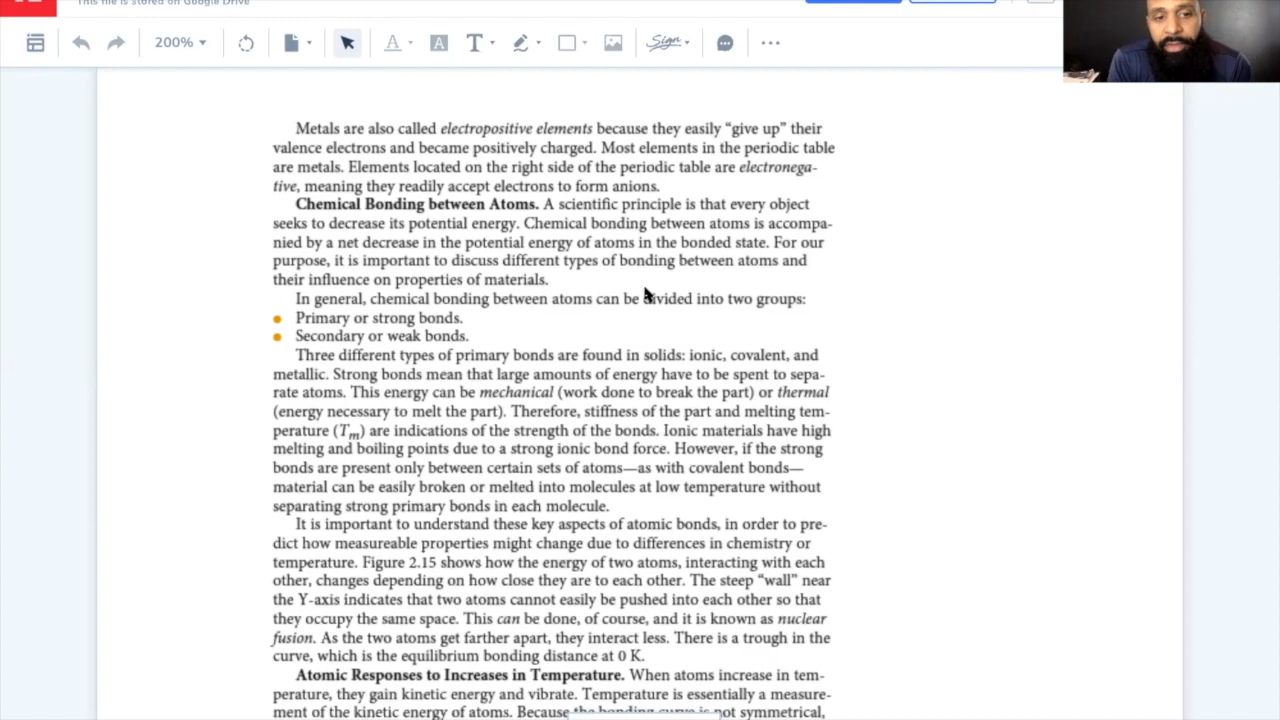 This file is stored on Google Drive
200%
T
Sign
Metals are also called electropositive elements because they easily “give up” their
valence electrons and became positively charged. Most elements in the periodic table
are metals. Elements located on the right side of the periodic table are electronega-
tive, meaning they readily accept electrons to form anions.
Chemical Bonding between Atoms. A scientific principle is that every object
seeks to decrease its potential energy. Chemical bonding between atoms is accompa-
nied by a net decrease in the potential energy of atoms in the bonded state. For our
purpose, it is important to discuss different types of bonding between atoms and
their influence on properties of materials.
In general, chemical bonding between atoms can be divided into two groups:
Primary or strong bonds.
Secondary or weak bonds.
Three different types of primary bonds are found in solids: ionic, covalent, and
metallic. Strong bonds mean that large amounts of energy have to be spent to sepa-
rate atoms. This energy can be mechanical (work done to break the part) or thermal
(energy necessary to melt the part). Therefore, stiffness of the part and melting tem-
perature (Tm) are indications of the strength of the bonds. Ionic materials have high
melting and boiling points due to a strong ionic bond force. However, if the strong
bonds are present only between certain sets of atoms—as with covalent bonds—
material can be easily broken or melted into molecules at low temperature without
separating strong primary bonds in each molecule.
It is important to understand these key aspects of atomic bonds, in order to pre-
dict how measureable properties might change due to differences in chemistry or
temperature. Figure 2.15 shows how the energy of two atoms, interacting with each
other, changes depending on how close they are to each other. The steep “wall” near
the Y-axis indicates that two atoms cannot easily be pushed into each other so that
they occupy the same space. This can be done, of course, and it is known as nuclear
fusion. As the two atoms get farther apart, they interact less. There is a trough in the
curve, which is the equilibrium bonding distance at 0 K.
Atomic Responses to Increases in Temperature. When atoms increase in tem-
perature, they gain kinetic energy and vibrate. Temperature is essentially a measure-
ment of the kinetic energy of atoms. Because the bonding curve is not symmetrical,